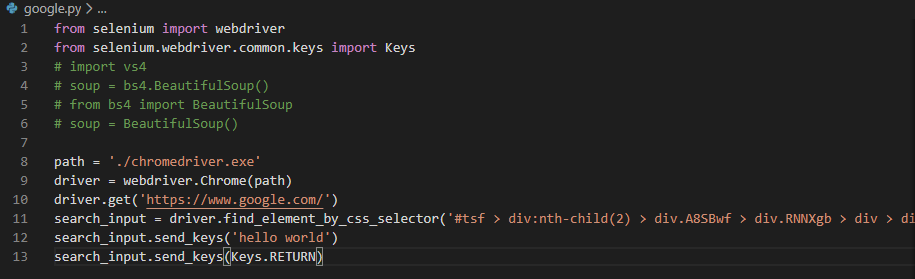 google.py > ...
1 from selenium import webdriver
2 from selenium.webdriver.common.keys import Keys
3 # import vs4
4 # soup = bs4.BeautifulSoup()
5 # from bs4 import BeautifulSoup
6 # soup = BeautifulSoup()
7
8 path = './chromedriver.exe'
9 driver = webdriver.Chrome(path)
10 driver.get('https://www.google.com/')
11 search_input = driver.find_element_by_css_selector('#tsf > div:nth-child(2) > div.A8SBwf > div.RNNXgb > div > di
12 search_input.send_keys('hello world')
13 search_input.send_keys(Keys.RETURN)